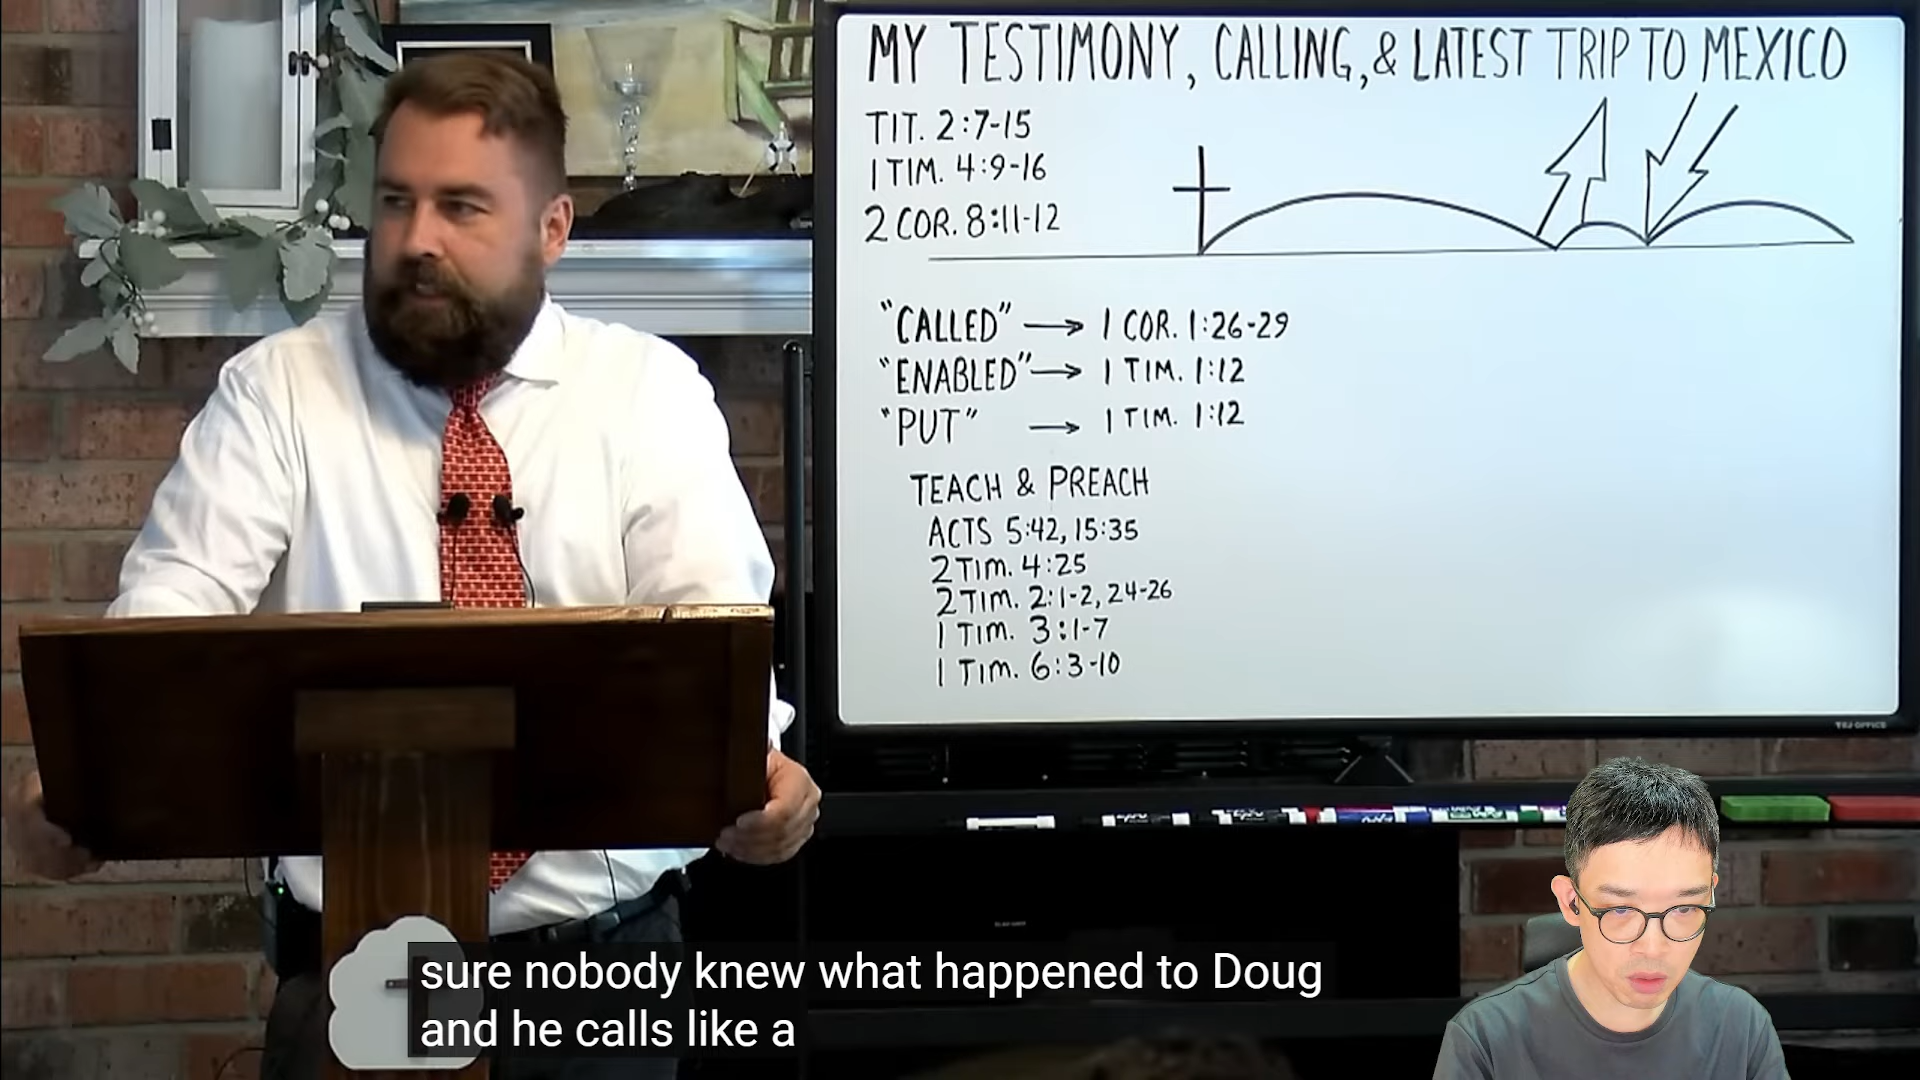 MY TESTIMONY, CALLING, & LATEST TRIP TO MEXICO
TIT. 2:7-15
1 TIM. 4:9-16
2 COR. 8:11-12
"CALLED" → 1 COR. 1:26-29
"ENABLED" → 1 TIM. 1:12
"PUT" → 1 TIM. 1:12
TEACH & PREACH
ACTS 5:42, 15:35
2 TIM. 4:25
2 TIM. 2:1-2, 24-26
1 TIM. 3:1-7
1 TIM. 6:3-10
sure nobody knew what happened to Doug
and he calls like a